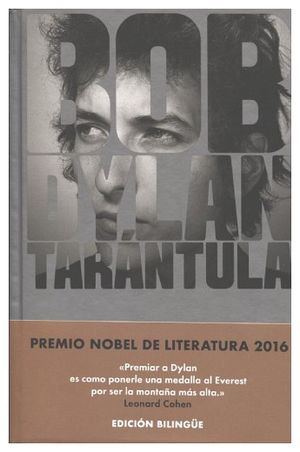 BOB
DYLAN
TARÁNTULA
PREMIO NOBEL DE LITERATURA 2016
«Premiar a Dylan
es como ponerle una medalla al Everest
por ser la montaña más alta.»
Leonard Cohen
EDICIÓN BILINGÜE